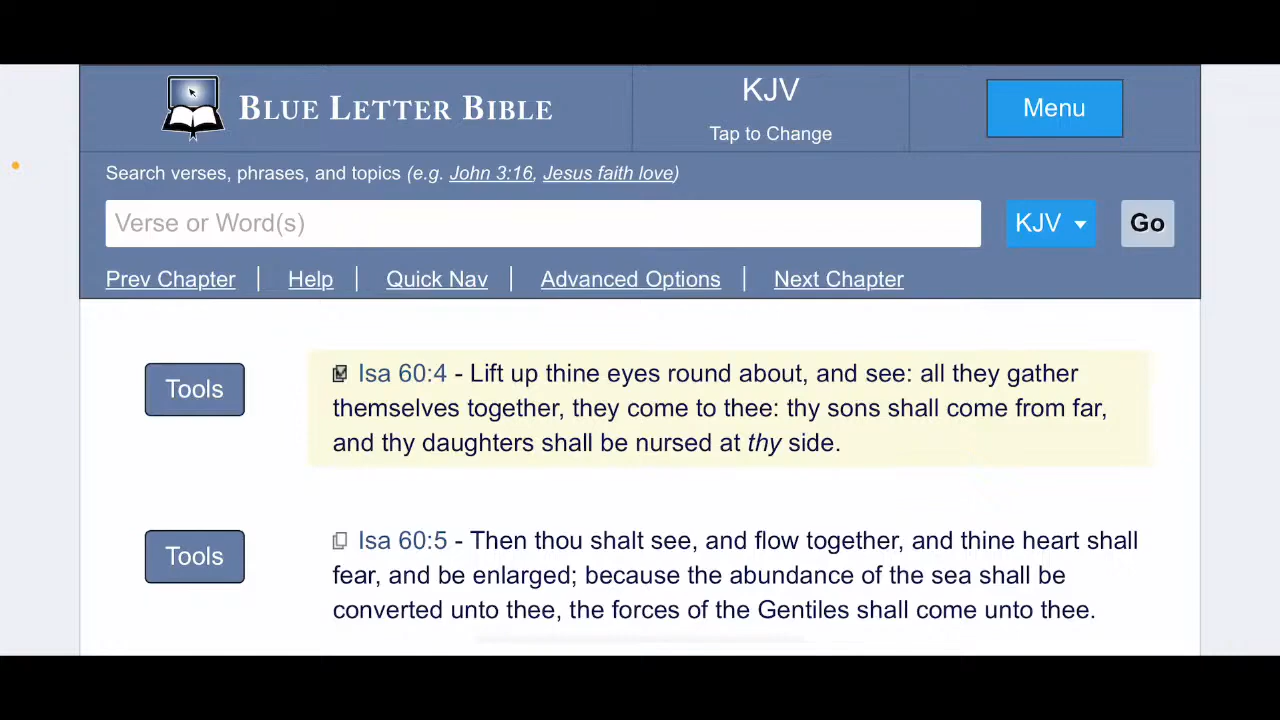 BLUE LETTER BIBLE
KJV
Tap to Change
Menu
Search verses, phrases, and topics (e.g. John 3:16, Jesus faith love)
Verse or Word(s)
KJV
Go
Prev Chapter | Help | Quick Nav | Advanced Options | Next Chapter
Tools
Isa 60:4 - Lift up thine eyes round about, and see: all they gather
themselves together, they come to thee: thy sons shall come from far,
and thy daughters shall be nursed at thy side.
Tools
Isa 60:5 - Then thou shalt see, and flow together, and thine heart shall
fear, and be enlarged; because the abundance of the sea shall be
converted unto thee, the forces of the Gentiles shall come unto thee.